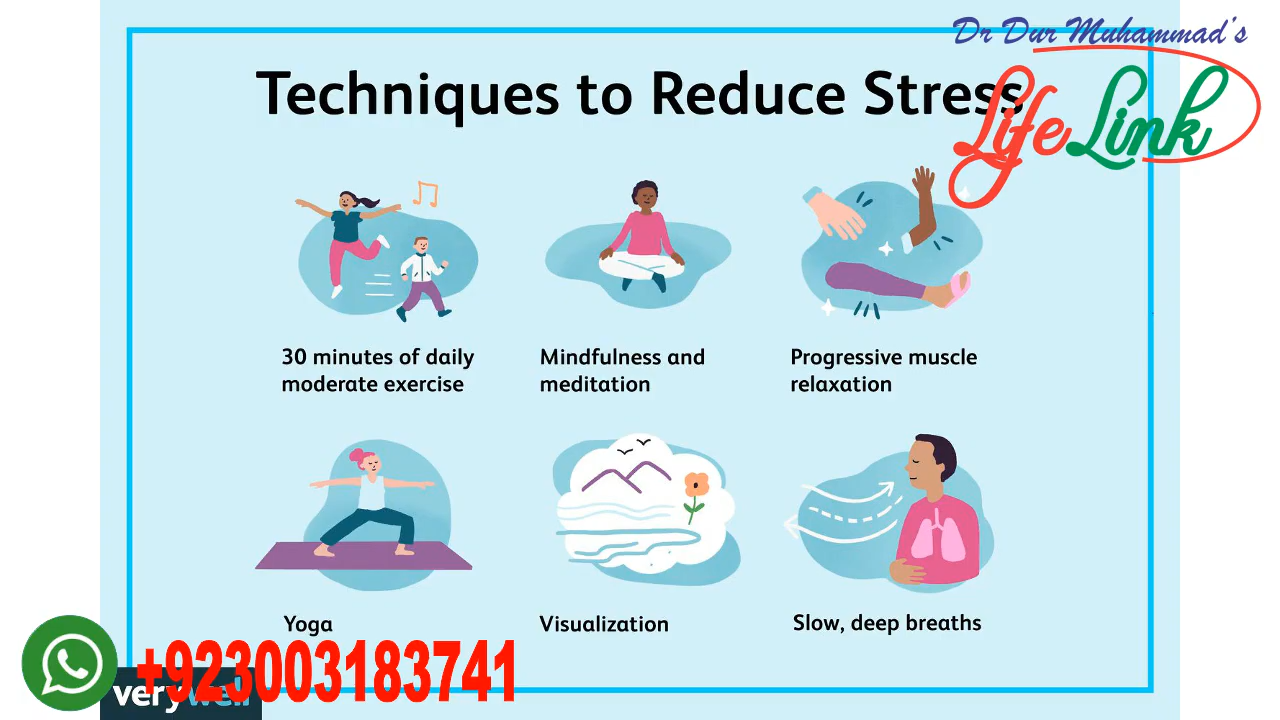 Dr Dur Muhammad's
Life Link
Techniques to Reduce Stress
30 minutes of daily
moderate exercise
Mindfulness and
meditation
Progressive muscle
relaxation
Yoga
Visualization
Slow, deep breaths
+923003183741
verywell